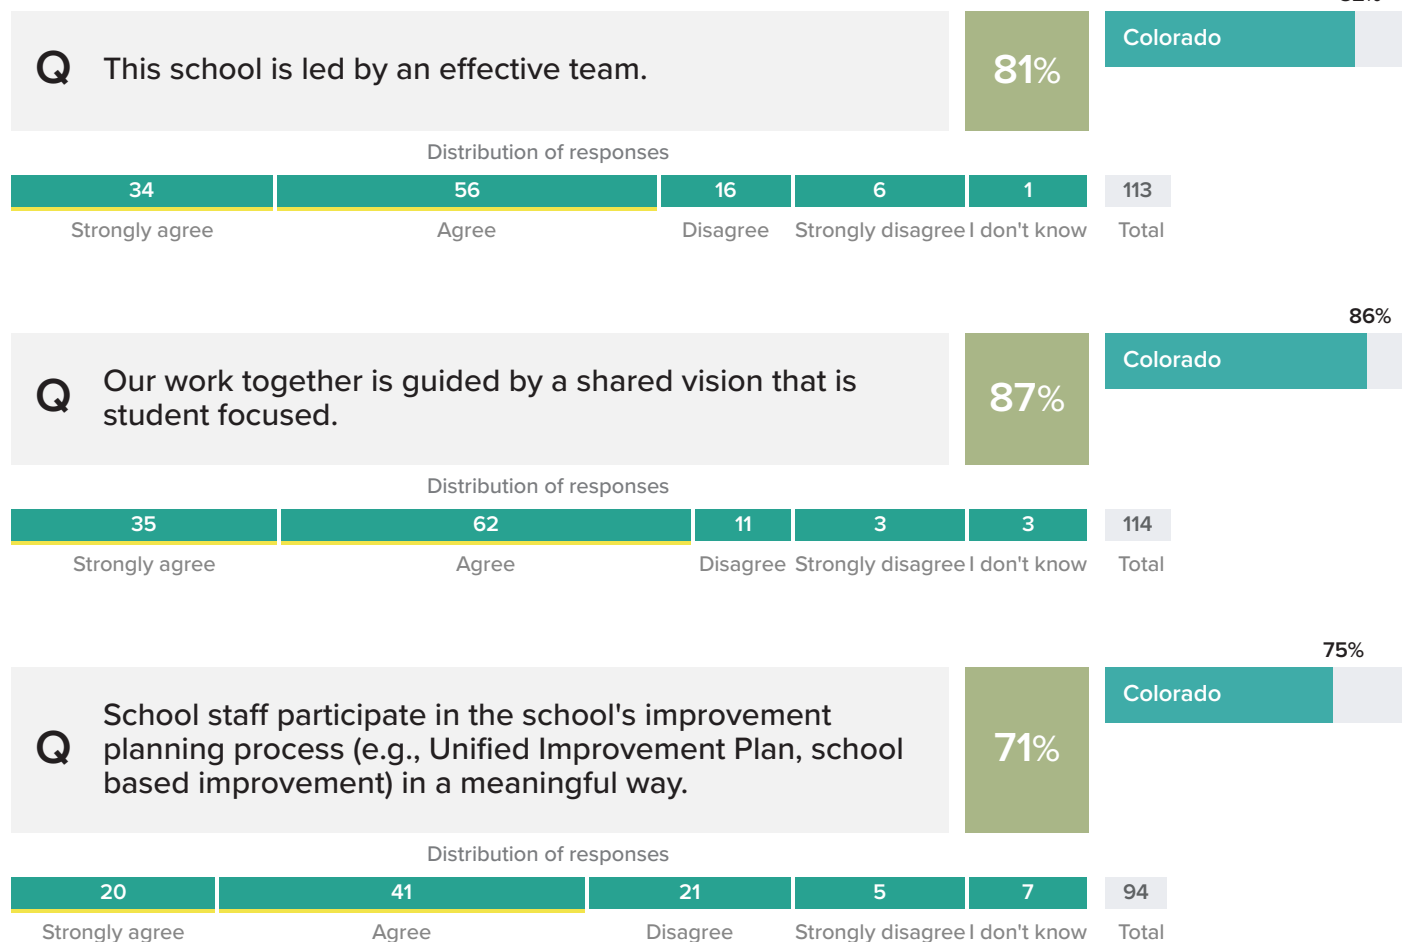 Q This school is led by an effective team.
81%
Colorado
Distribution of responses
34 56 16 6 1 113
Strongly agree Agree Disagree Strongly disagree I don't know Total
86%
Q Our work together is guided by a shared vision that is
student focused.
87%
Colorado
Distribution of responses
35 62 11 3 3 114
Strongly agree Agree Disagree Strongly disagree I don't know Total
75%
Q School staff participate in the school's improvement
planning process (e.g., Unified Improvement Plan, school
based improvement) in a meaningful way.
71%
Colorado
Distribution of responses
20 41 21 5 7 94
Strongly agree Agree Disagree Strongly disagree I don't know Total